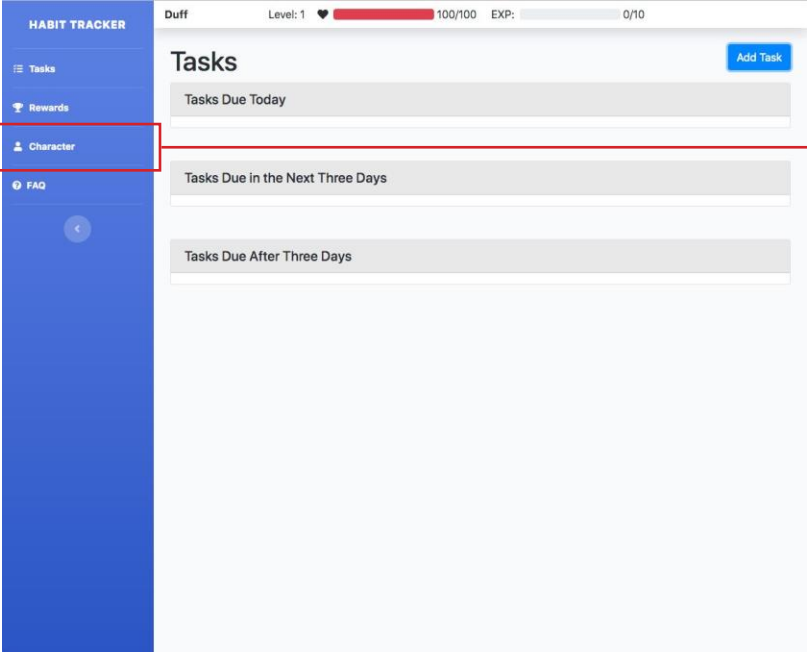 HABIT TRACKER
Duff Level: 1 100/100 EXP: 0/10
Tasks
Rewards
Character
FAQ
Tasks
Add Task
Tasks Due Today
Tasks Due in the Next Three Days
Tasks Due After Three Days